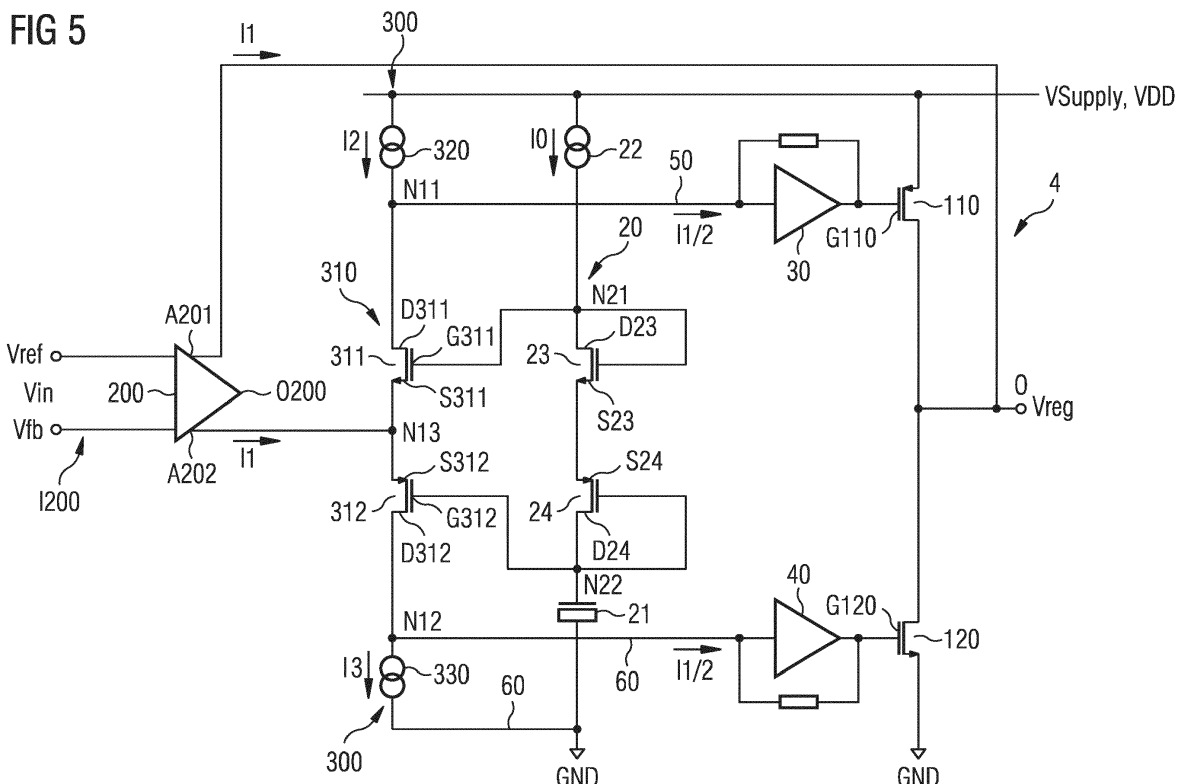 FIG 5
I1
300
VSupply, VDD
I2
320
I0
22
N11
50
I1/2
30
G110
110
4
20
310
N21
A201
D311
G311
D23
311
23
Vref
Vin
Vfb
200
O200
S311
S23
O
Vreg
N13
I1
A202
I200
S312
S24
312
G312
24
D312
D24
N22
21
40
G120
120
N12
I3
330
60
60
I1/2
300
GND
GND